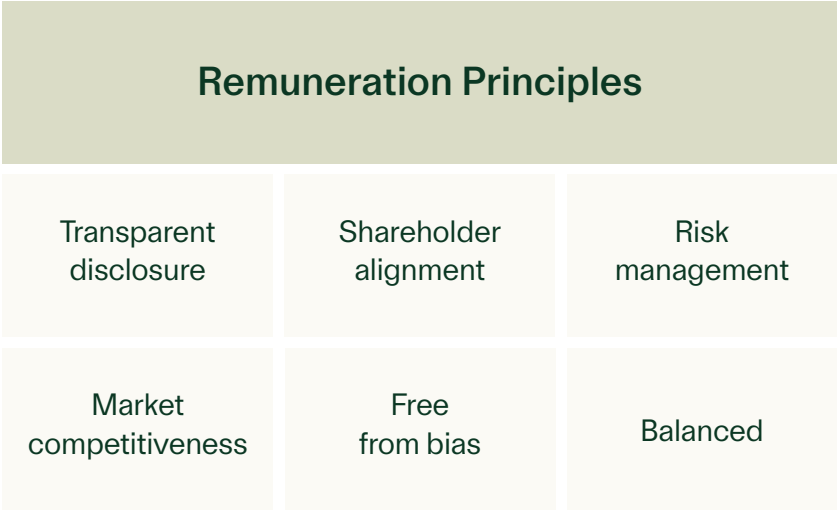 Remuneration Principles
Transparent
disclosure
Shareholder
alignment
Risk
management
Market
competitiveness
Free
from bias
Balanced